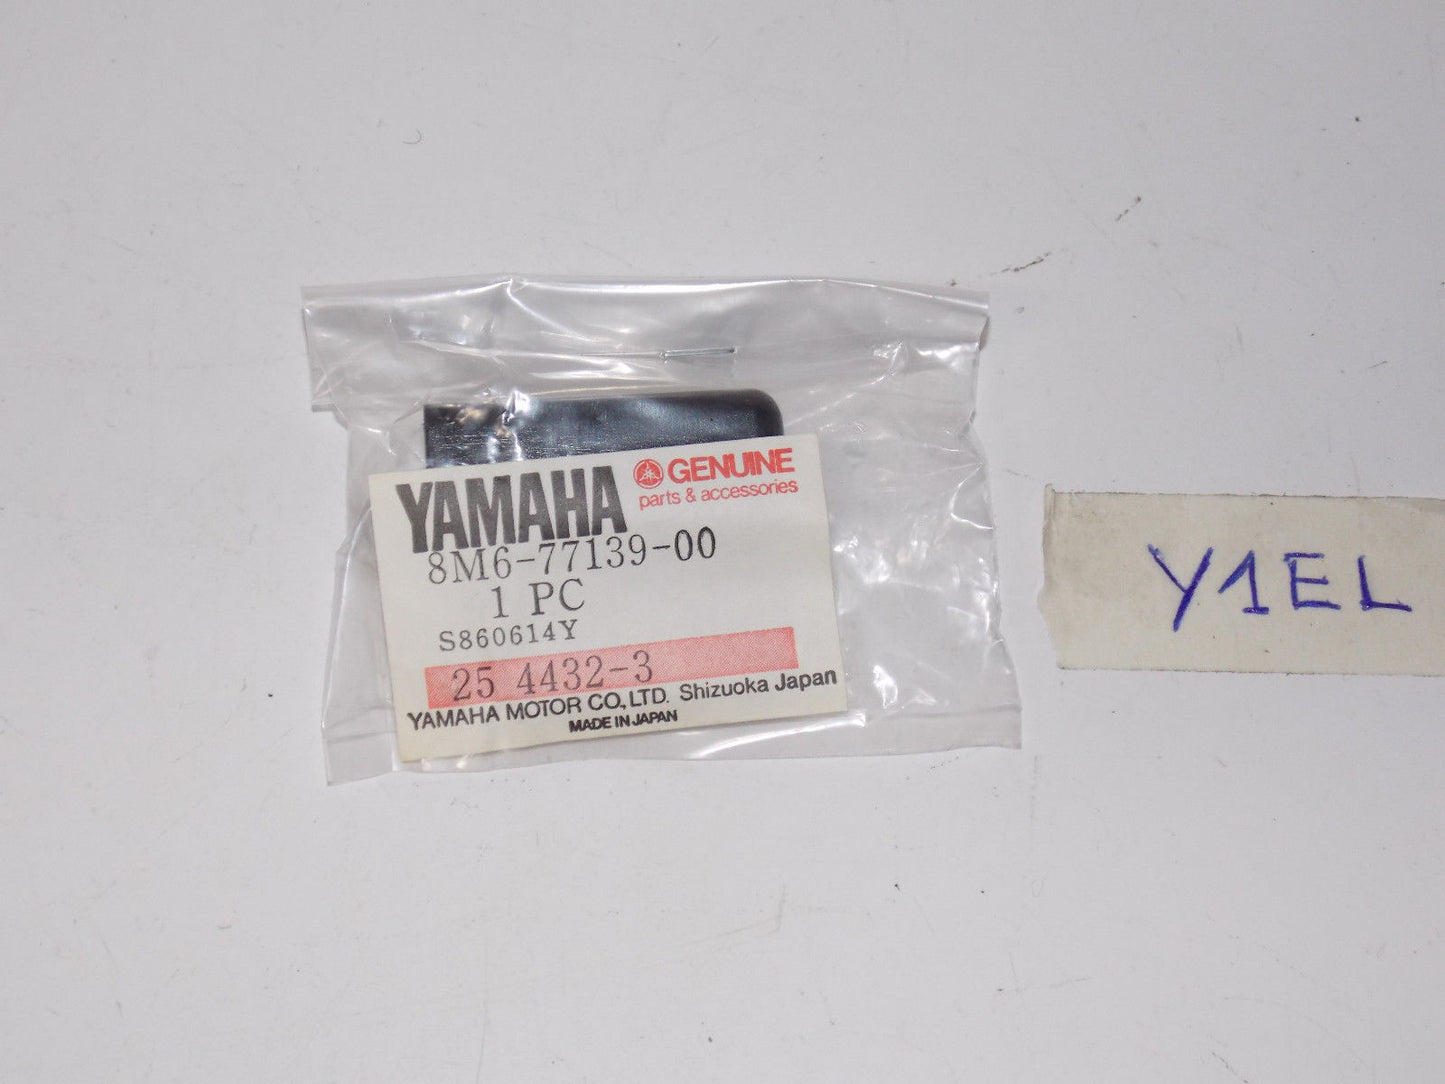 YAMAHA GENUINE
parts & accessories
8M6-77139-00
1 PC
S860614Y
25 4432-3
YAMAHA MOTOR CO., LTD. Shizuoka Japan
MADE IN JAPAN
Y1EL